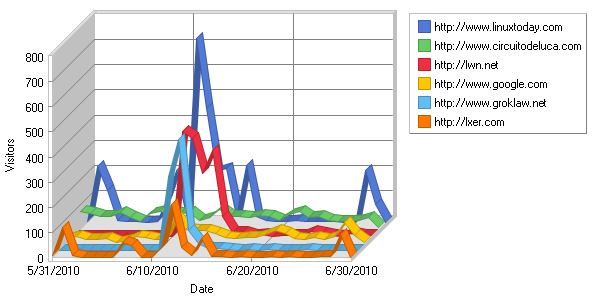 http://www.linuxtoday.com
http://www.circuitodeluca.com
http://lwn.net
http://www.google.com
http://www.groklaw.net
http://lxer.com
Visitors
800
700
600
500
400
300
200
100
0
5/31/2010
6/10/2010
6/20/2010
6/30/2010
Date